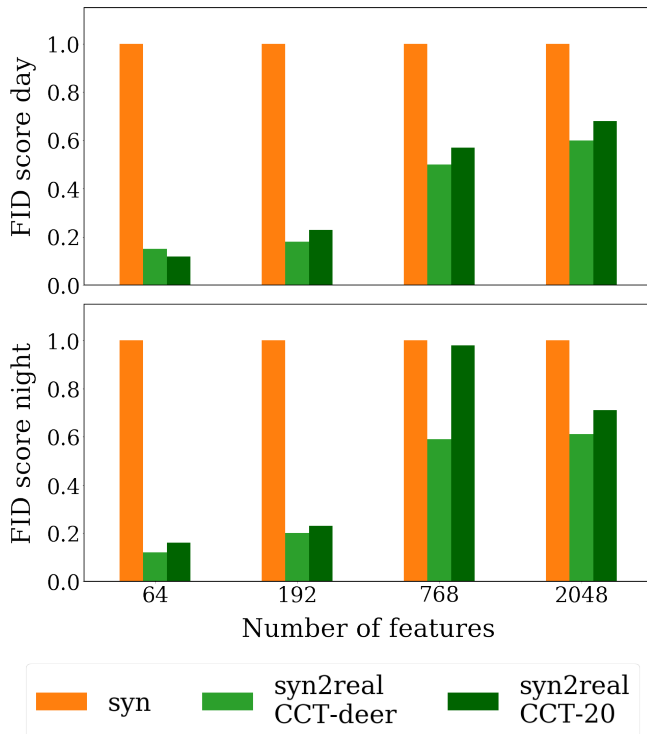 FID score day
1.0
0.8
0.6
0.4
0.2
0.0
FID score night
1.0
0.8
0.6
0.4
0.2
0.0
64 192 768 2048
Number of features
syn
syn2real
CCT-deer
syn2real
CCT-20